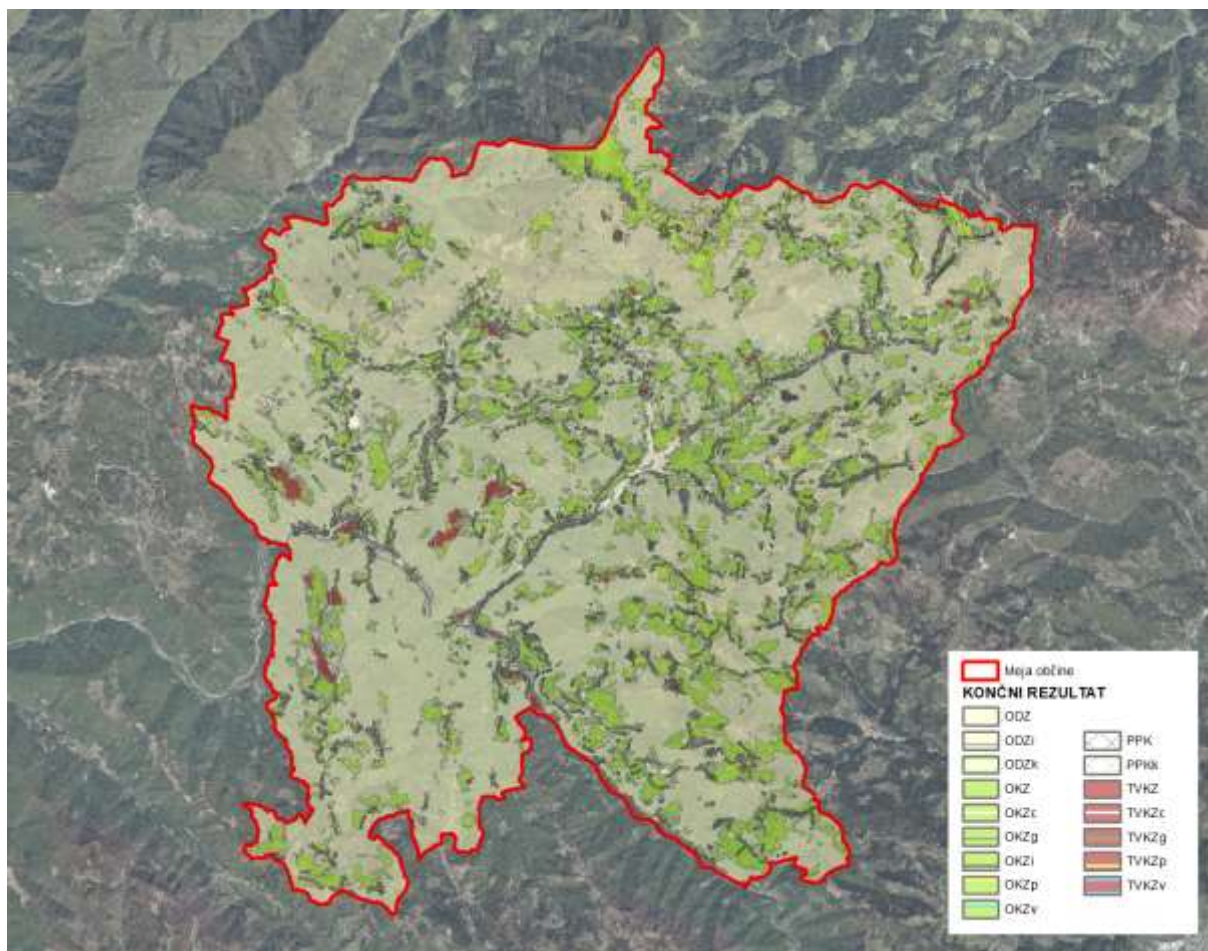 Meja občine
KONČNI REZULTAT
ODZ
ODZi
ODZk
OKZ
OKZc
OKZg
OKZi
OKZp
OKZv
PPK
PPKk
TVKZ
TVKZc
TVKZg
TVKZp
TVKZv